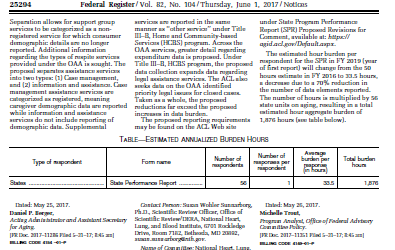 25294 Federal Register / Vol. 82, No. 104 / Thursday, June 1, 2017 / Notices
Separation allows for support group
services to be categorized as a non-
registered service for which consumer
demographic details are no longer
reported. Additional information
regarding the types of respite services
provided under the OAA is sought. The
proposal separates assistance services
into two types: (1) Case management,
and (2) information and assistance. Case
management assistance services are
categorized as registered, meaning
caregiver demographic data are reported
while information and assistance
services do not include reporting of
demographic data. Supplemental
services are reported in the same
manner as "other service" under Title
III–B, Home and Community-based
Services (HCBS) program. Across the
OAA services, greater detail regarding
expenditure data is proposed. Under
Title III–B, HCBS program, the proposed
data collection expands data regarding
legal assistance services. The ACL also
seeks data on the OAA identified
priority legal issues for closed cases.
Taken as a whole, the proposed
reductions far exceed the proposed
increases in data burden.
The proposed reporting requirements
may be found on the ACL Web site
under State Program Performance
Report (SPR) Proposed Revisions for
Comment, available at: https://
agid.acl.gov/Default.aspx.
The estimated hour burden per
respondent for the SPR in FY 2019 (year
of first report) will change from the 50
hours estimate in FY 2016 to 33.5 hours,
a decrease due to a 70% reduction in
the number of data elements reported.
The number of hours is multiplied by 56
state units on aging, resulting in a total
estimated hour aggregate burden of
1,876 hours (see table below).
TABLE—ESTIMATED ANNUALIZED BURDEN HOURS
Type of respondent Form name Number of respondents Number of responses per respondent Average burden per response (in hours) Total burden hours
States State Performance Report 56 1 33.5 1,876
Dated: May 25, 2017.
Daniel P. Berger,
Acting Administrator and Assistant Secretary
for Aging.
[FR Doc. 2017–11286 Filed 5–31–17; 8:45 am]
BILLING CODE 4154–01–P
Contact Person: Susan Wohler Sunnarborg,
Ph.D., Scientific Review Officer, Office of
Scientific Review/DERA, National Heart,
Lung, and Blood Institute, 6701 Rockledge
Drive, Room 7182, Bethesda, MD 20892,
susan.sunnarborg@nih.gov.
Name of Committee: National Heart, Lung,
Dated: May 26, 2017.
Michelle Trout,
Program Analyst, Office of Federal Advisory
Committee Policy.
[FR Doc. 2017–11351 Filed 5–31–17; 8:45 am]
BILLING CODE 4140–01–P